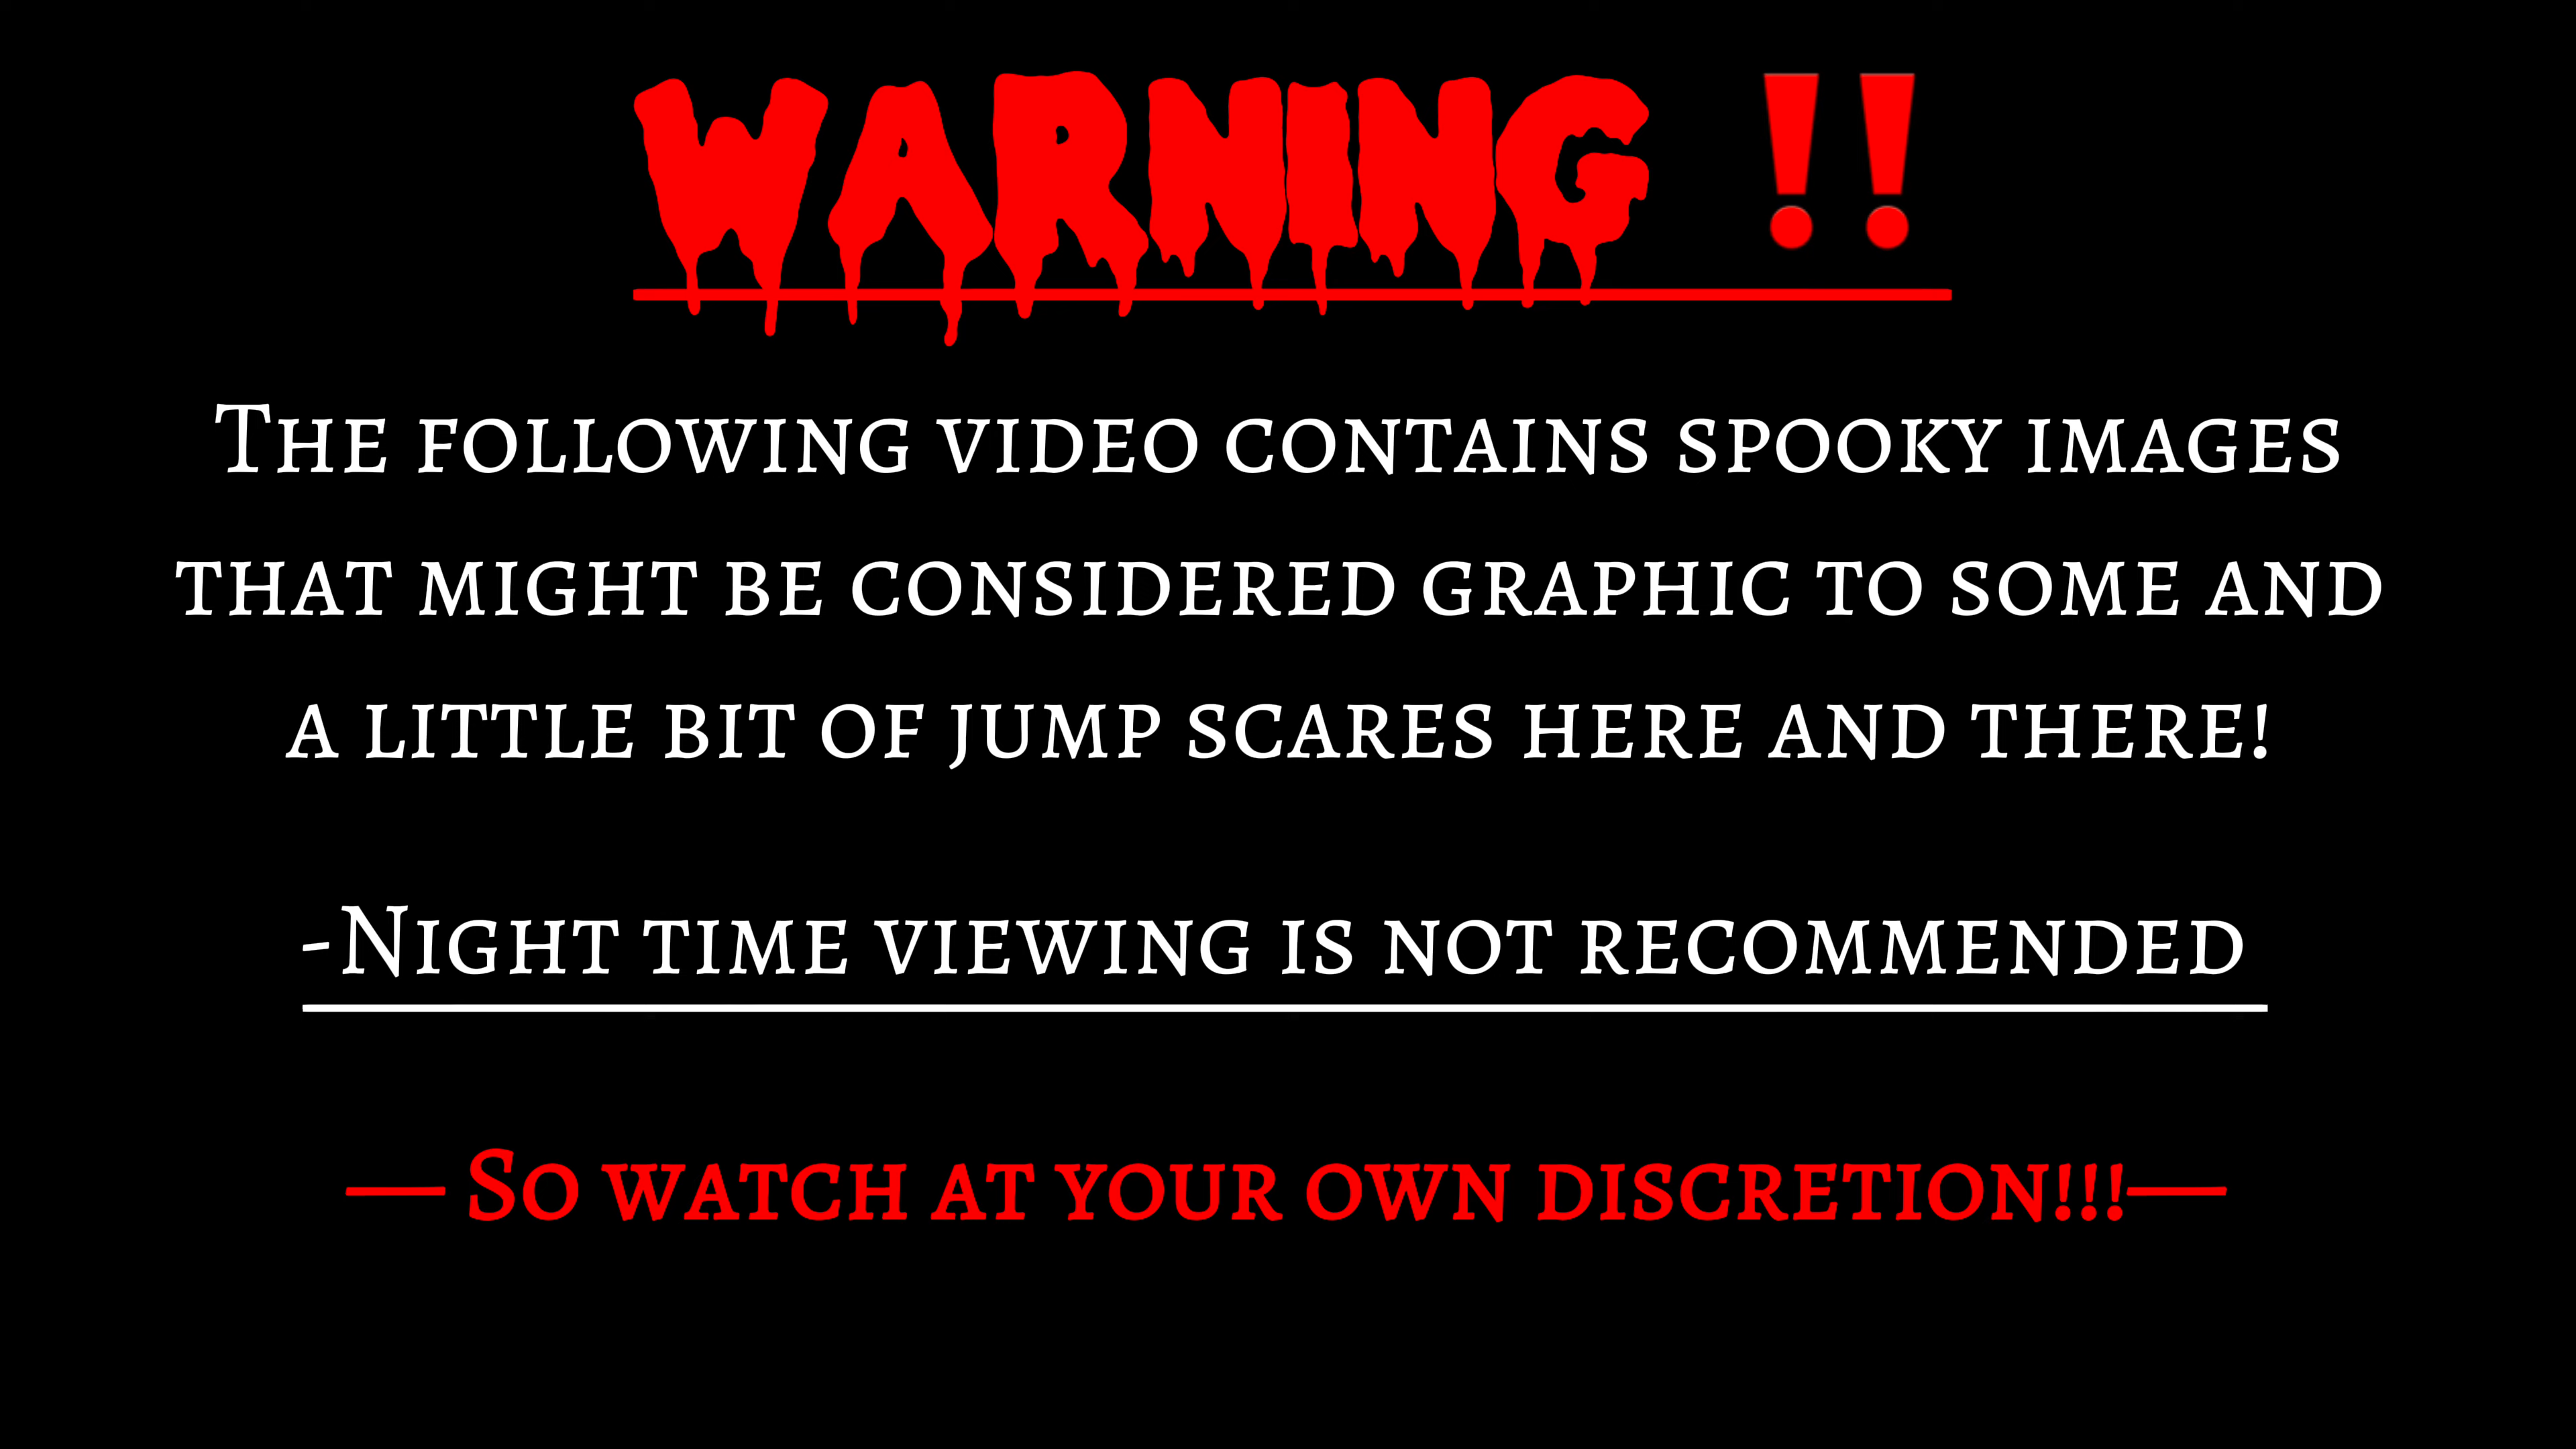 WARNING ‼
The following video contains spooky images
that might be considered graphic to some and
a little bit of jump scares here and there!
-Night time viewing is not recommended
— So watch at your own discretion!!!—